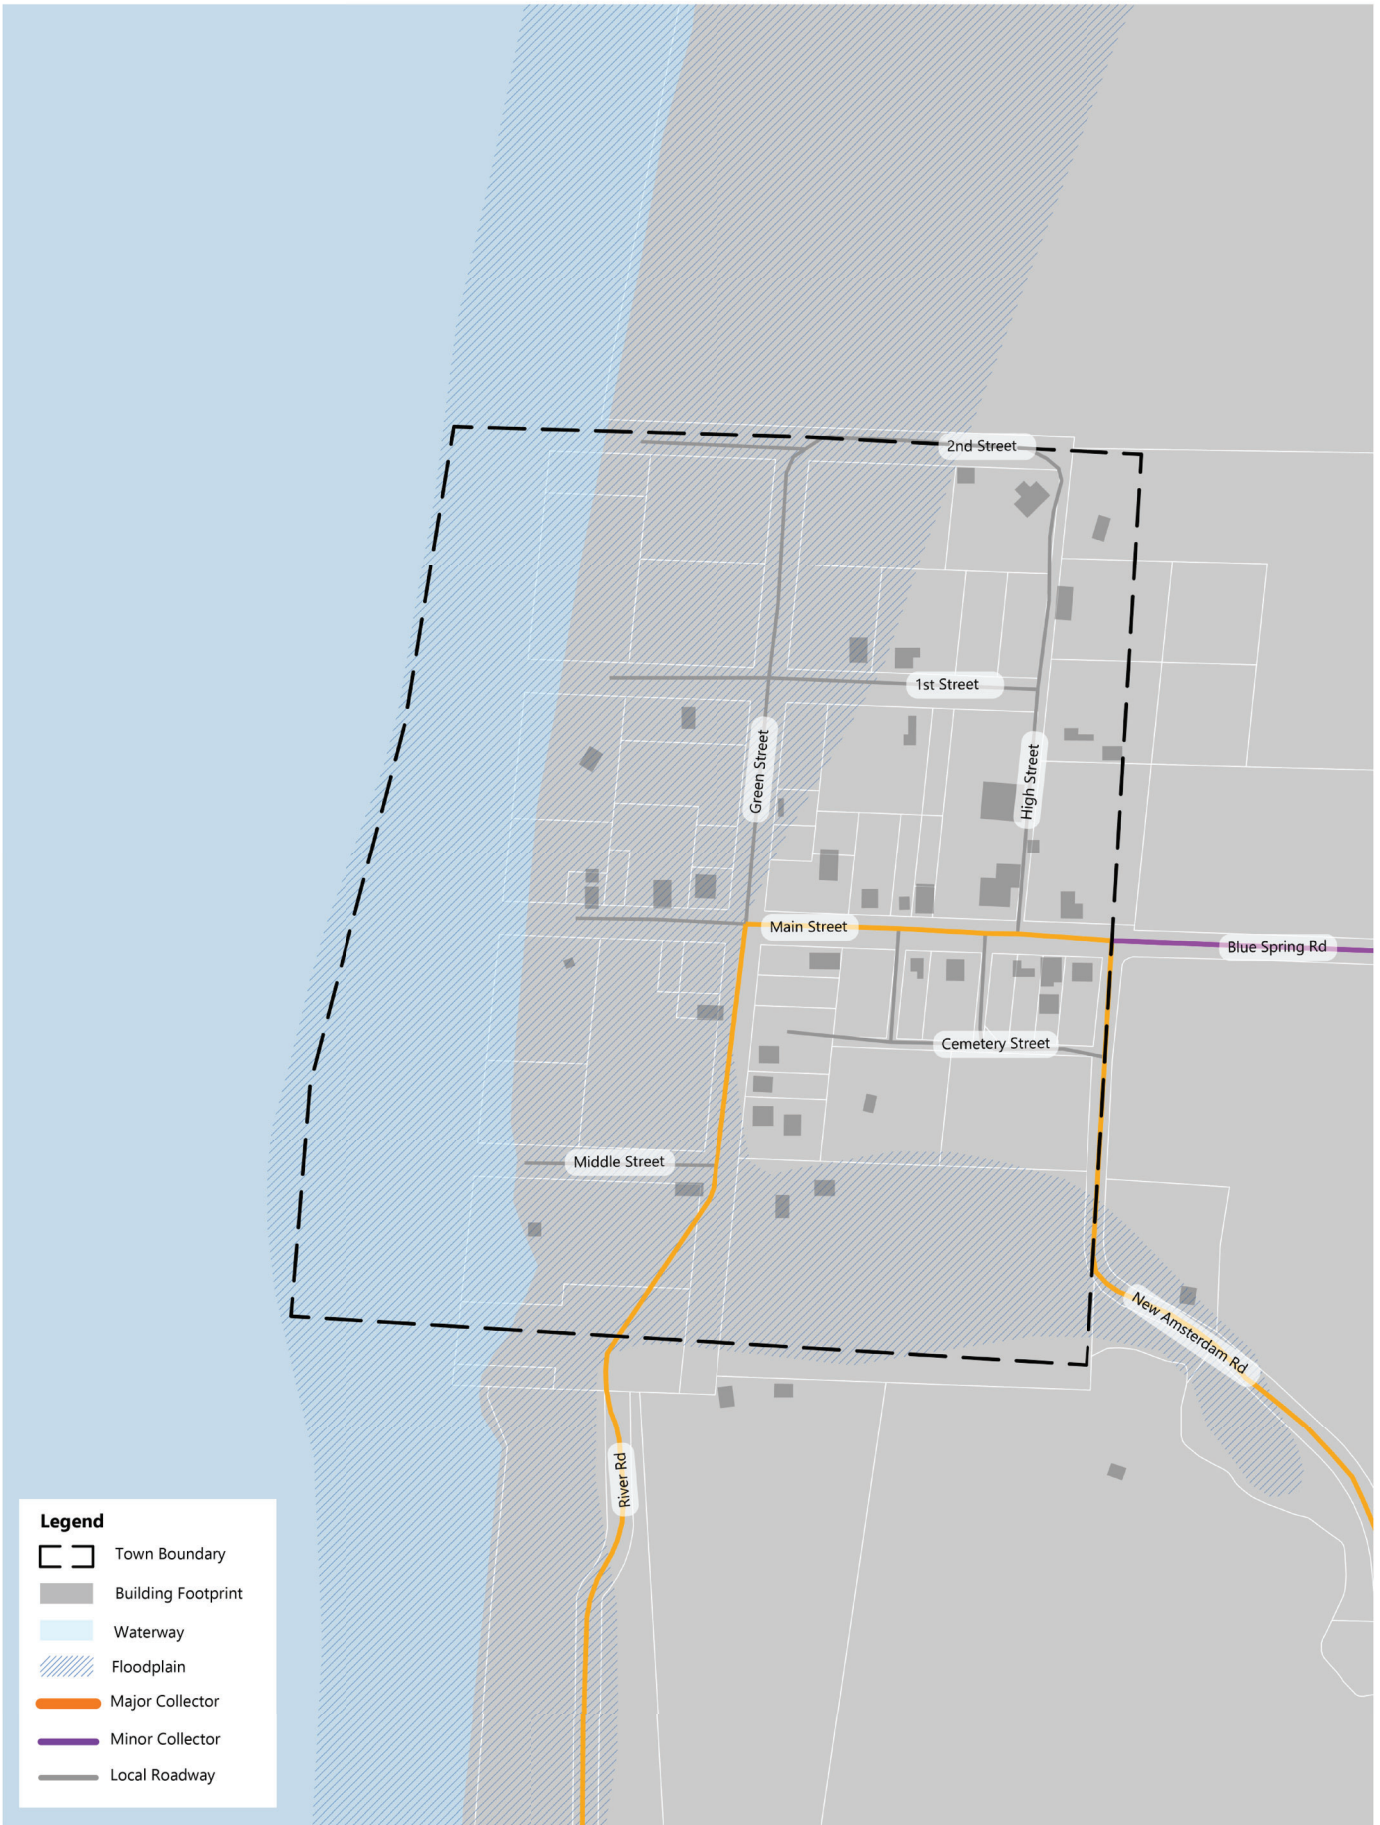 2nd Street
1st Street
Green Street
High Street
Main Street
Blue Spring Rd
Cemetery Street
Middle Street
New Amsterdam Rd
River Rd
Legend
Town Boundary
Building Footprint
Waterway
Floodplain
Major Collector
Minor Collector
Local Roadway